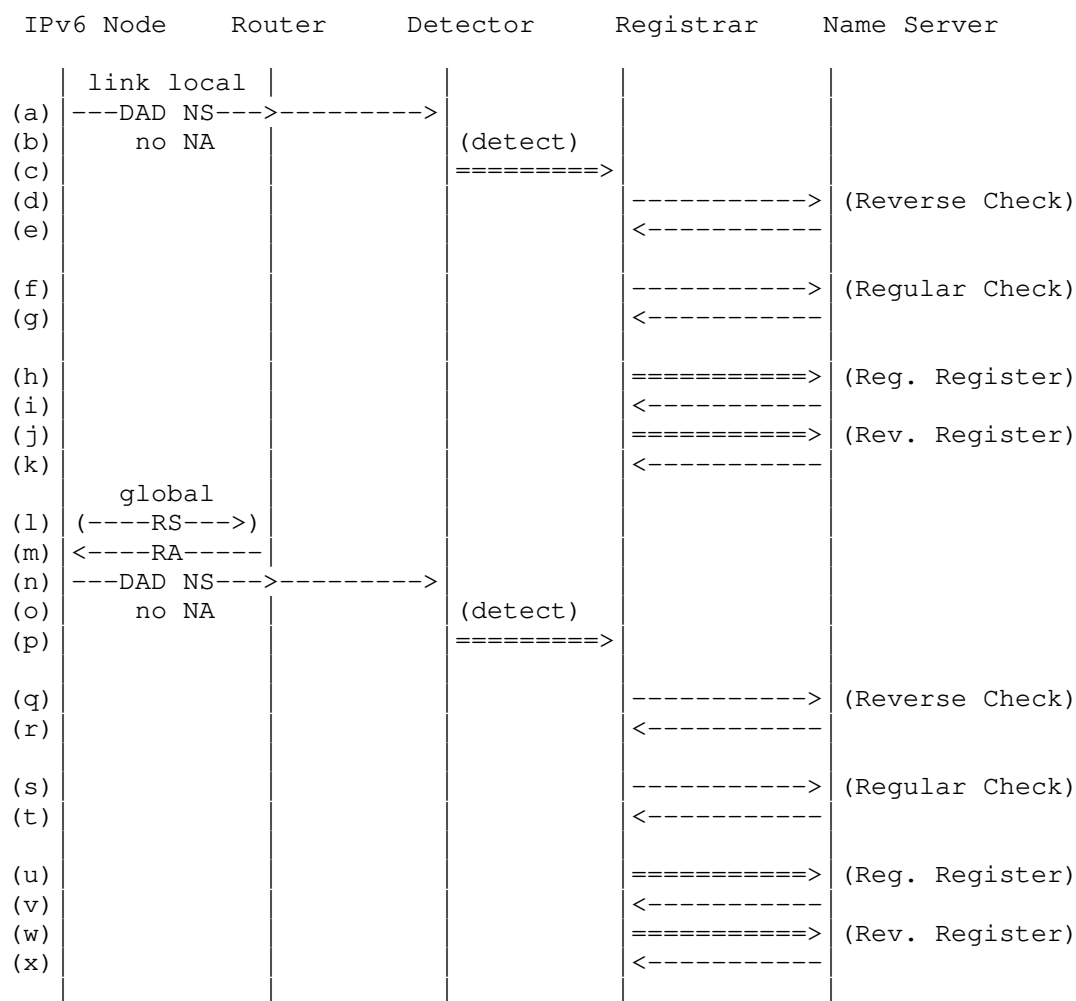 IPv6 Node Router Detector Registrar Name Server
link local
(a) ---DAD NS--->--------->
(b) no NA (detect)
(c) =========>
(d) -----------> (Reverse Check)
(e) <-----------
(f) -----------> (Regular Check)
(g) <-----------
(h) ===========> (Reg. Register)
(i) <-----------
(j) ===========> (Rev. Register)
(k) <-----------
global
(l) (----RS--->)
(m) <----RA-----
(n) ---DAD NS--->--------->
(o) no NA (detect)
(p) =========>
(q) -----------> (Reverse Check)
(r) <-----------
(s) -----------> (Regular Check)
(t) <-----------
(u) ===========> (Reg. Register)
(v) <-----------
(w) ===========> (Rev. Register)
(x) <-----------